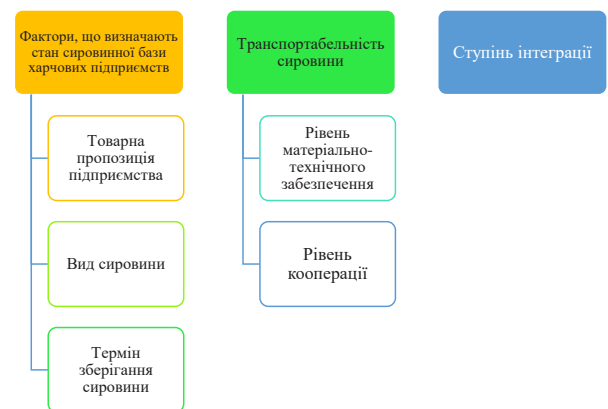 Фактори, що визначають
стан сировинної бази
харчових підприємств
Товарна
пропозиція
підприємства
Вид сировини
Термін
зберігання
сировини
Транспортабельність
сировини
Рівень
матеріально-
технічного
забезпечення
Рівень
кооперації
Ступінь інтеграції